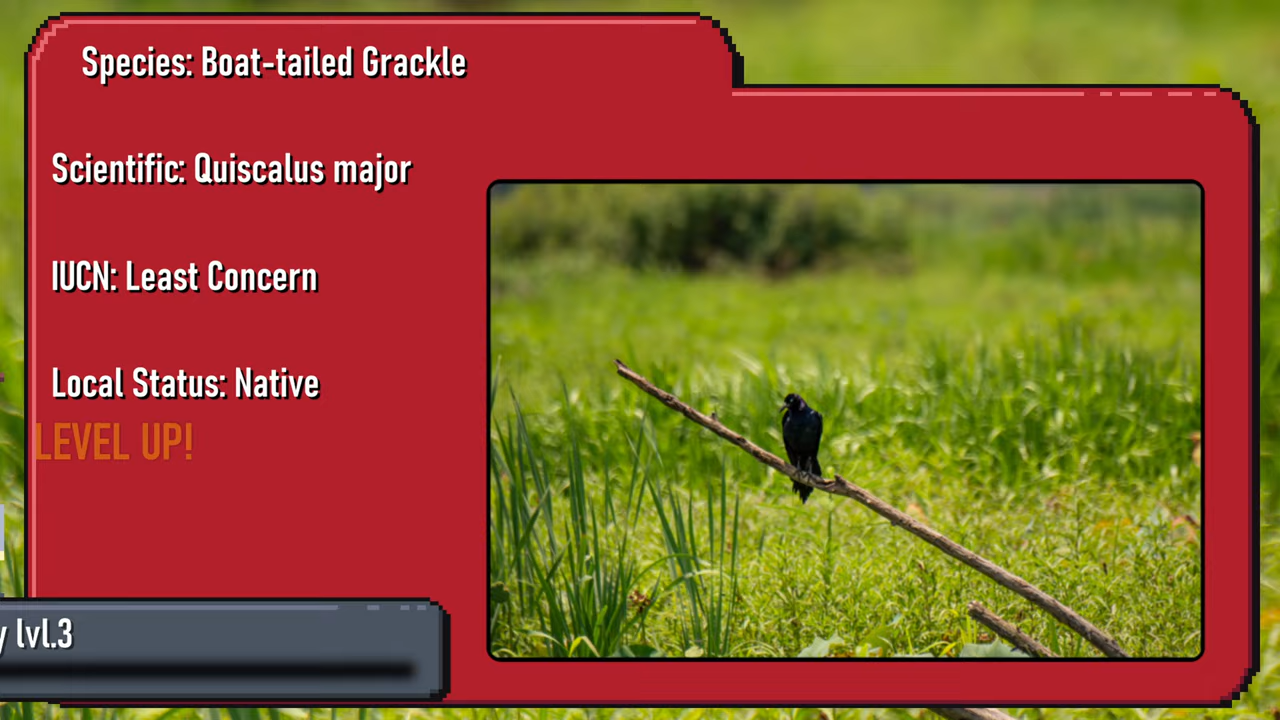 Species: Boat-tailed Grackle
Scientific: Quiscalus major
IUCN: Least Concern
Local Status: Native
LEVEL UP!
lvl.3